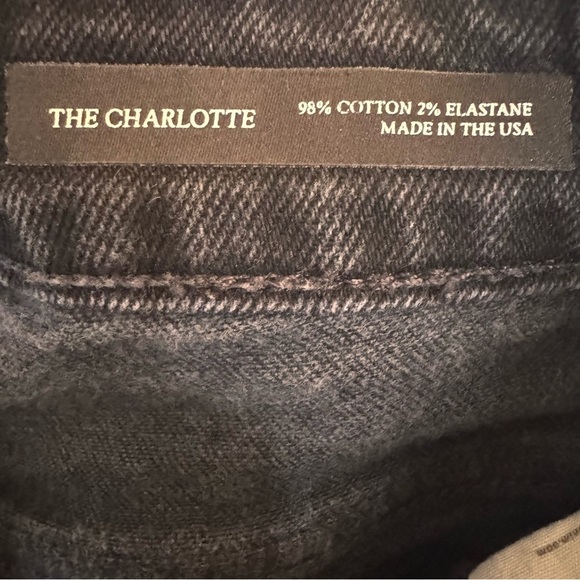 THE CHARLOTTE
98% COTTON 2% ELASTANE
MADE IN THE USA